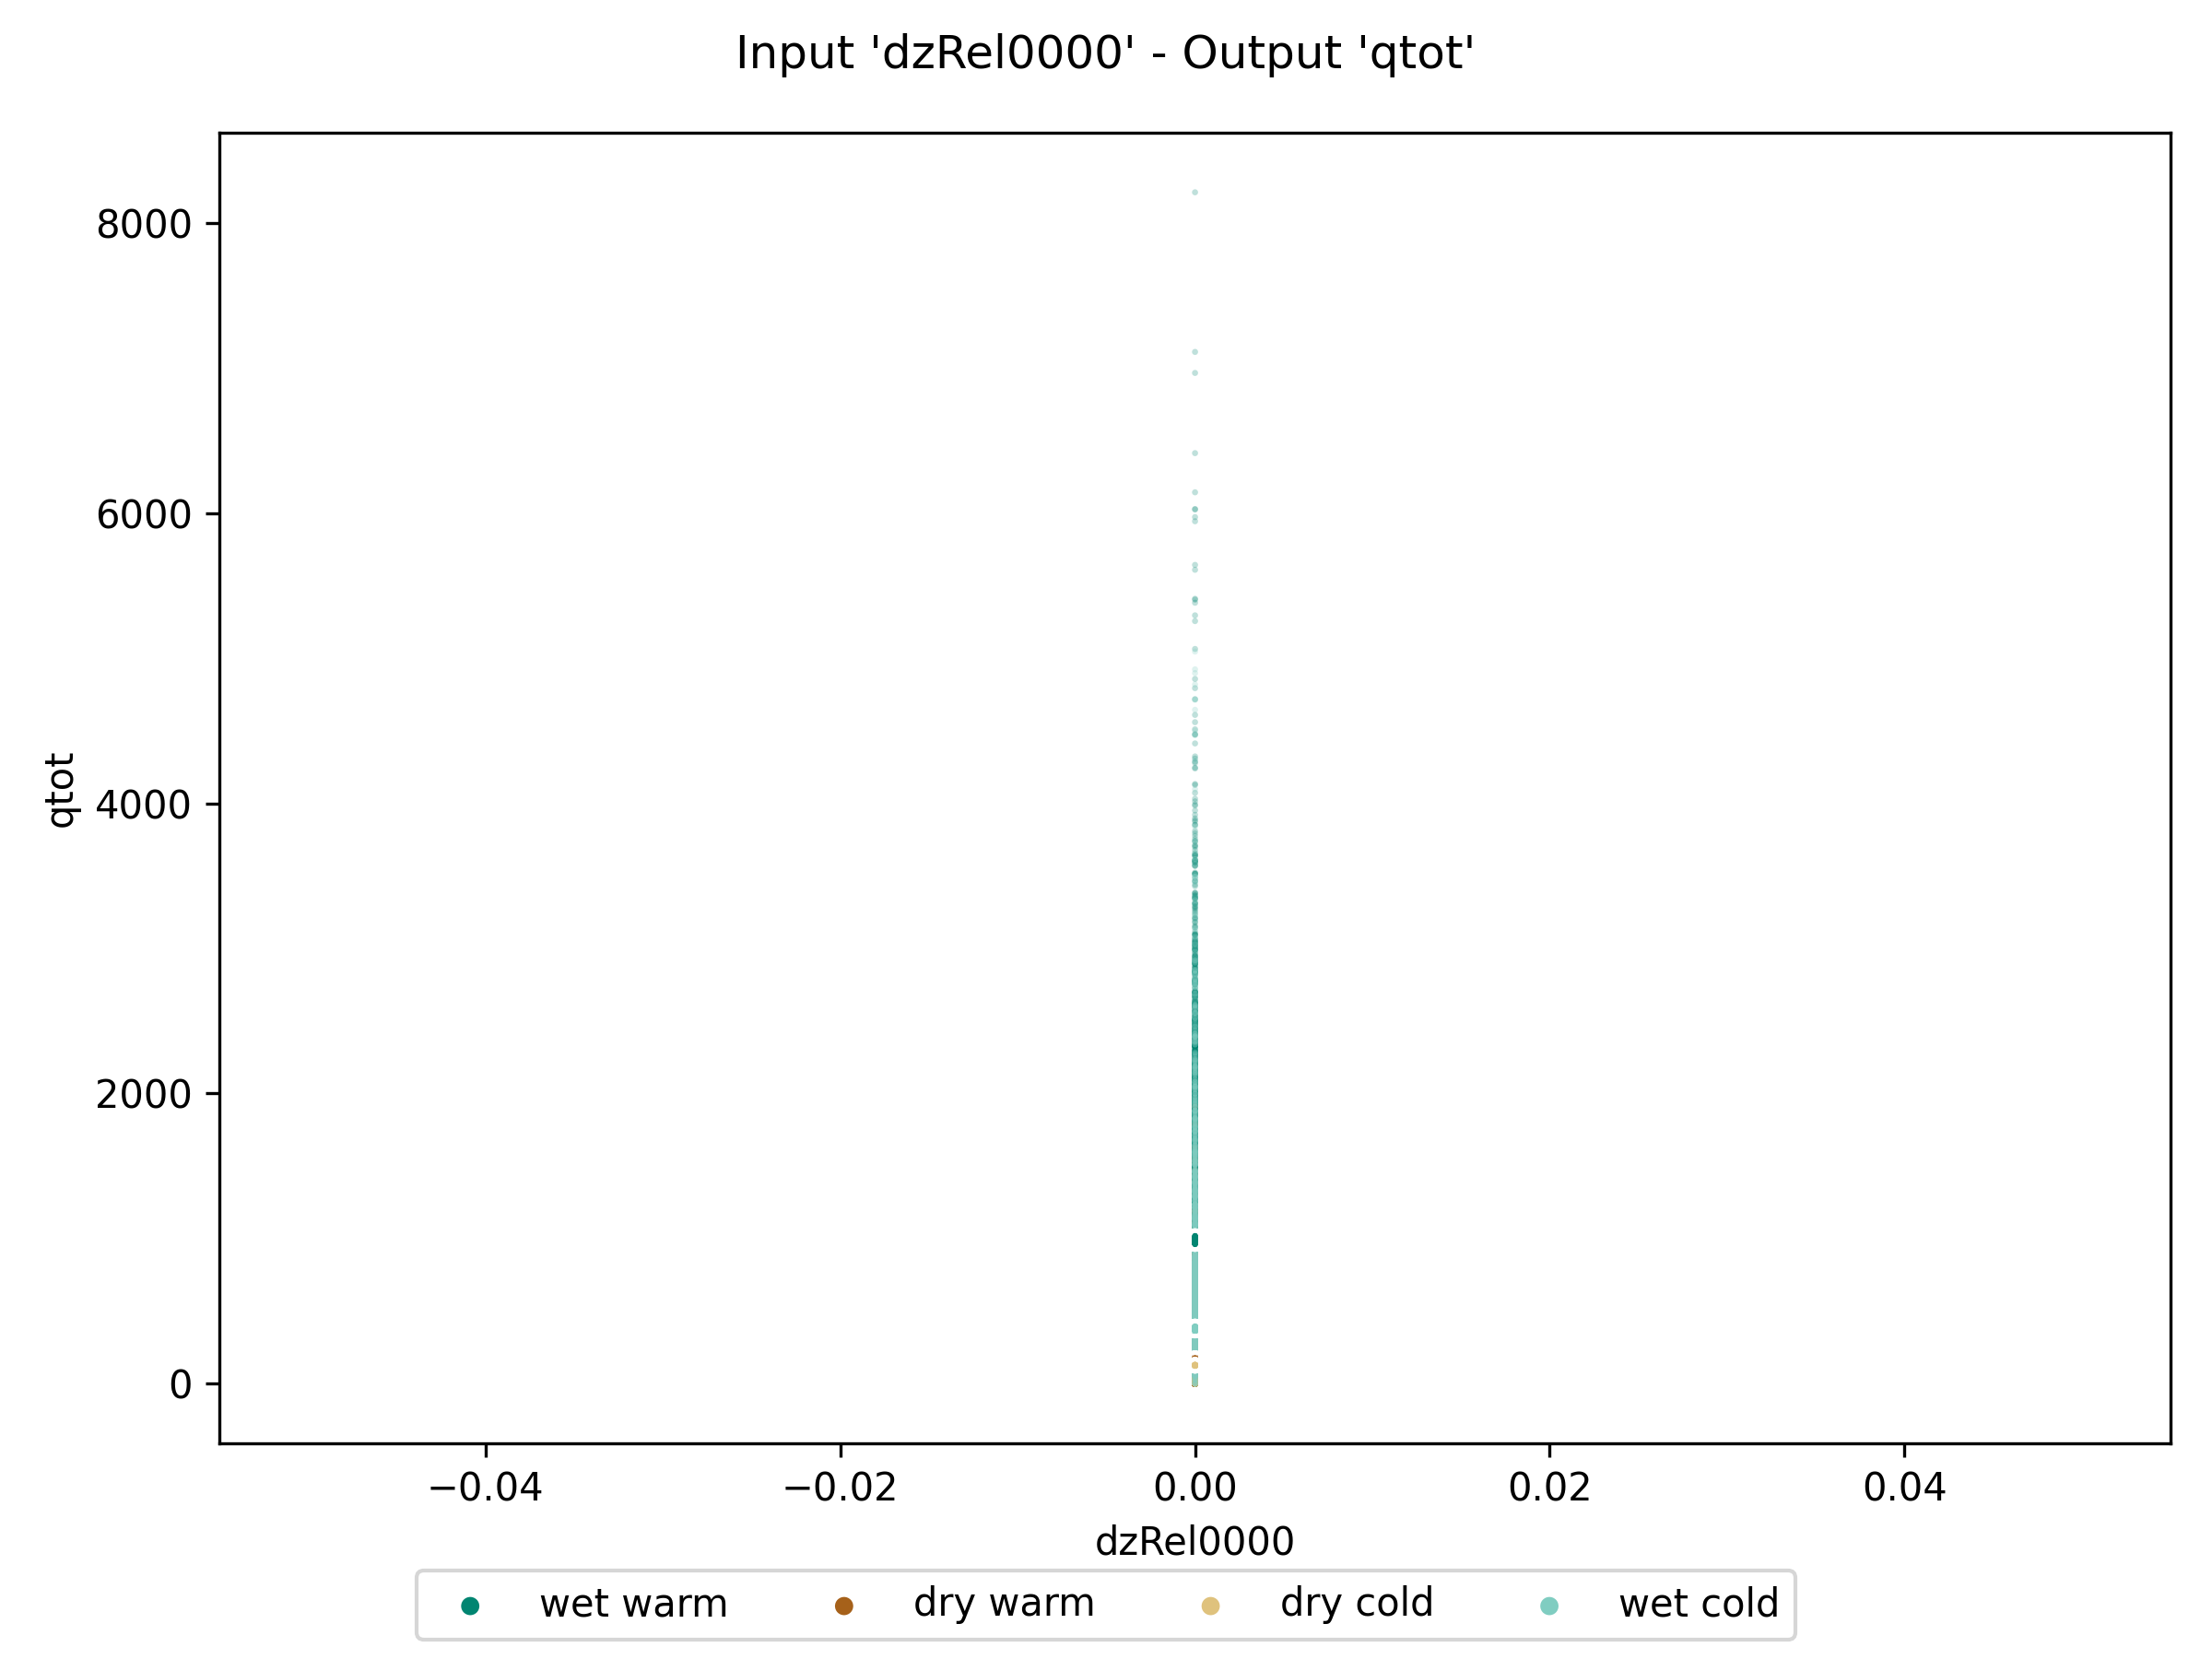 Input 'dzRel0000' - Output 'qtot'
8000
6000
4000
2000
0
qtot
−0.04 −0.02 0.00 0.02 0.04
dzRel0000
wet warm dry warm dry cold wet cold